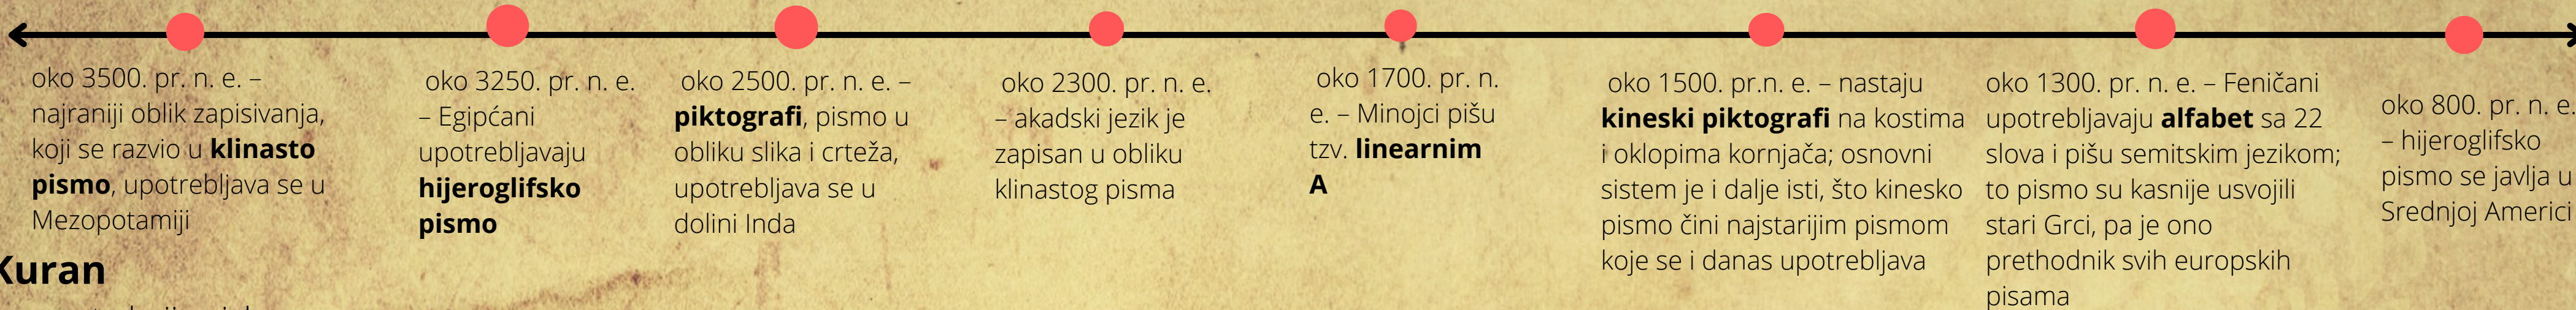 oko 3500. pr. n. e. –
najraniji oblik zapisivanja,
koji se razvio u klinasto
pismo, upotrebljava se u
Mezopotamiji
oko 3250. pr. n. e.
– Egipćani
upotrebljavaju
hijeroglifsko
pismo
oko 2500. pr. n. e. –
piktografi, pismo u
obliku slika i crteža,
upotrebljava se u
dolini Inda
oko 2300. pr. n. e.
– akadski jezik je
zapisan u obliku
klinastog pisma
oko 1700. pr. n.
e. – Minojci pišu
tzv. linearnim
A
oko 1500. pr.n. e. – nastaju
kineski piktografi na kostima
i oklopima kornjača; osnovni
sistem je i dalje isti, što kinesko
pismo čini najstarijim pismom
koje se i danas upotrebljava
oko 1300. pr. n. e. – Feničani
upotrebljavaju alfabet sa 22
slova i pišu semitskim jezikom;
to pismo su kasnije usvojili
stari Grci, pa je ono
prethodnik svih europskih
pisama
oko 800. pr. n. e.
– hijeroglifsko
pismo se javlja u
Srednjoj Americi
Kuran